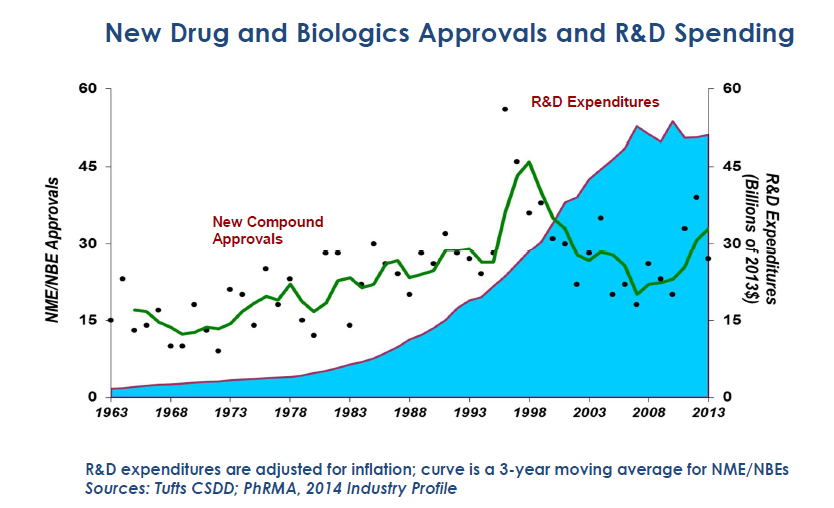 New Drug and Biologics Approvals and R&D Spending
60
45
30
15
0
NME/NBE Approvals
New Compound
Approvals
R&D Expenditures
60
45
30
15
0
R&D Expenditures
(Billions of 2013$)
1963 1968 1973 1978 1983 1988 1993 1998 2003 2008 2013
R&D expenditures are adjusted for inflation; curve is a 3-year moving average for NME/NBEs
Sources: Tufts CSDD; PhRMA, 2014 Industry Profile